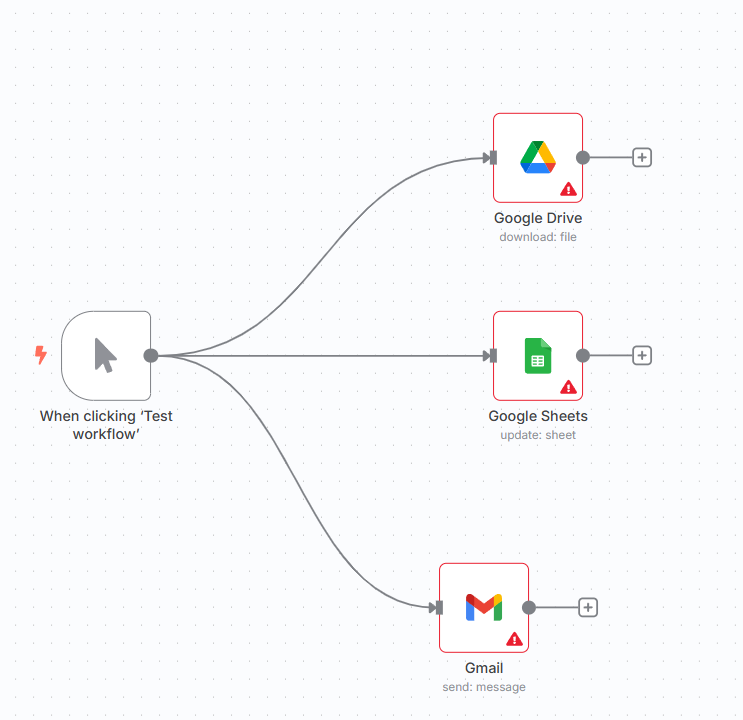 Google Drive
download: file
When clicking ‘Test
workflow’
Google Sheets
update: sheet
Gmail
send: message